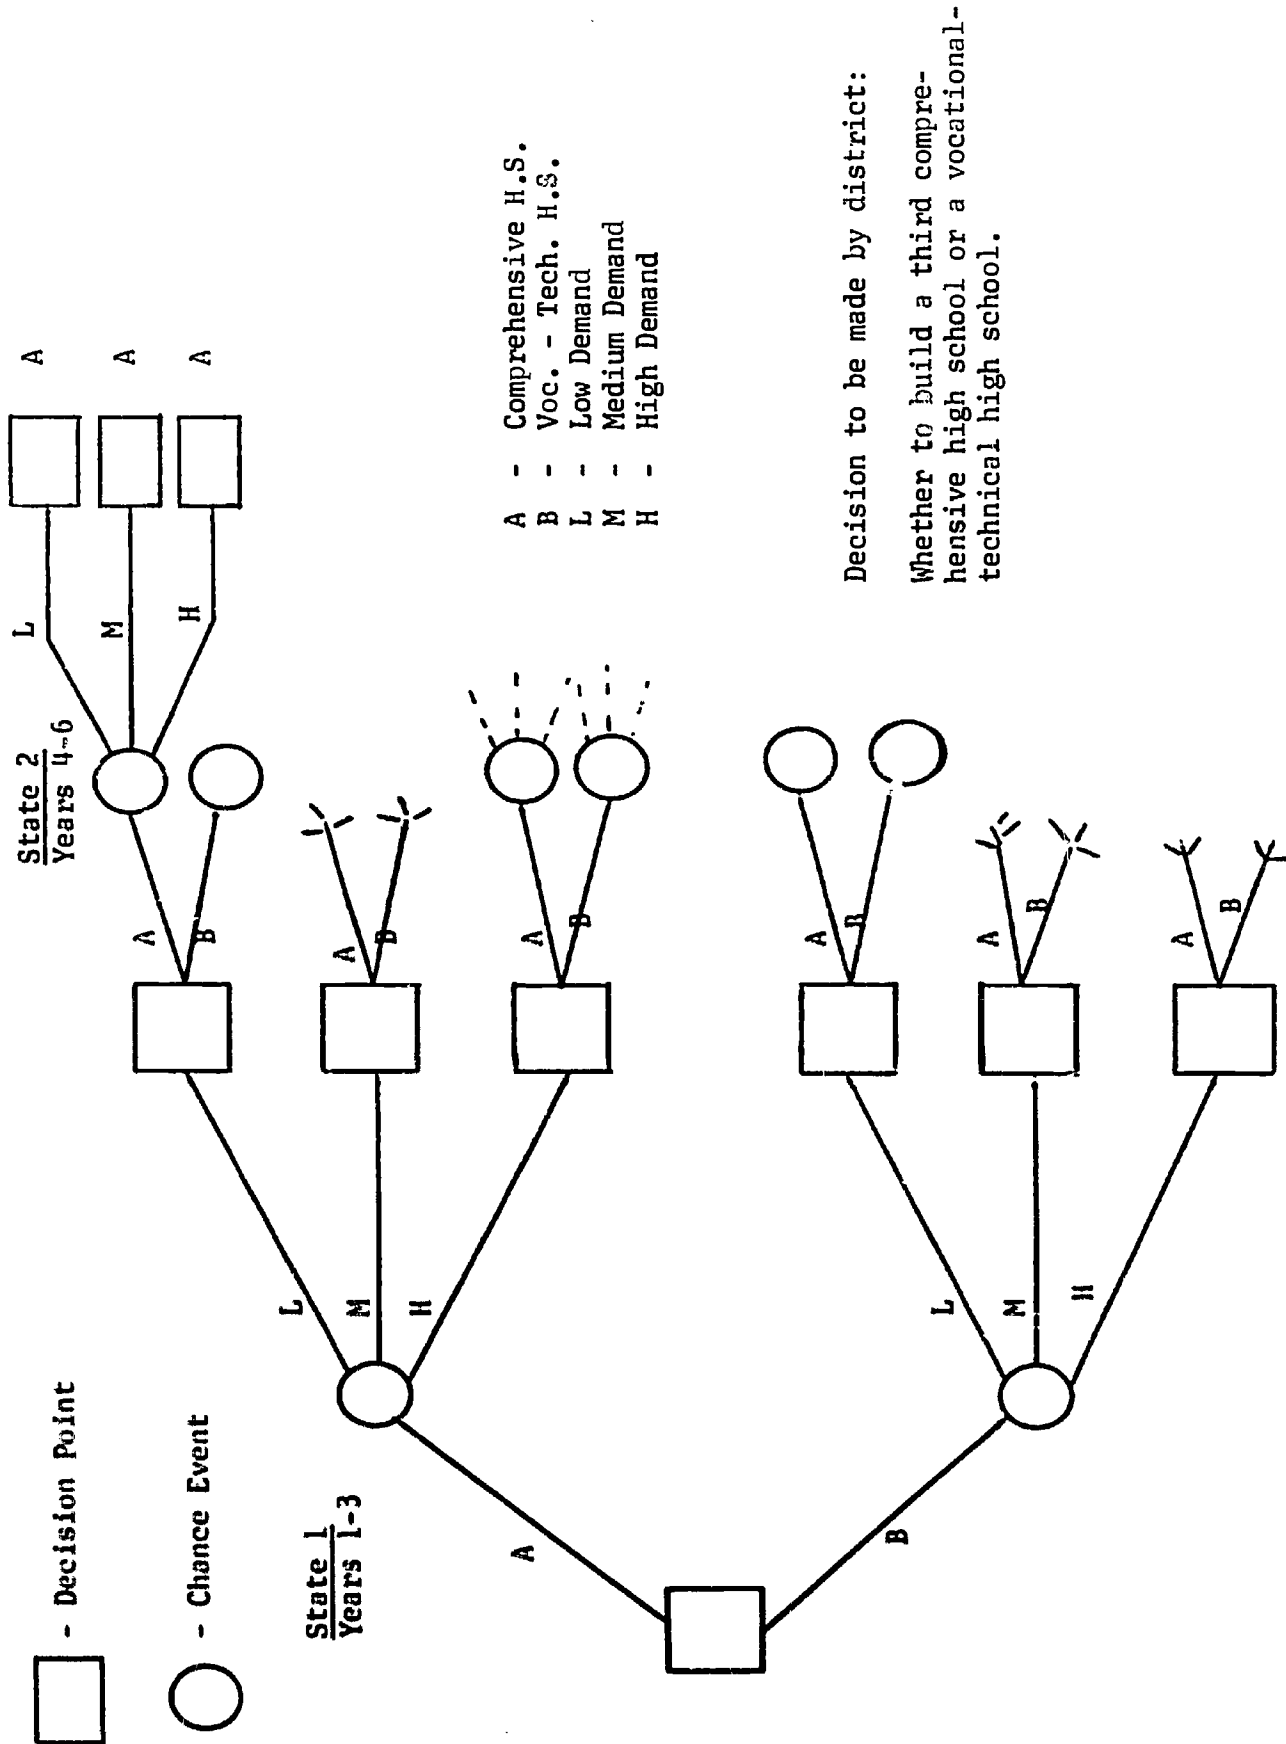 - Decision Point
- Chance Event
State 1
Years 1-3
State 2
Years 4-6
A
B
L
M
H
L
M
H
A
B
A
B
A
B
A
B
A
B
A
B
L
M
H
A
A
A
A - Comprehensive H.S.
B - Voc. - Tech. H.S.
L - Low Demand
M - Medium Demand
H - High Demand
Decision to be made by district:
Whether to build a third compre-
hensive high school or a vocational-
technical high school.